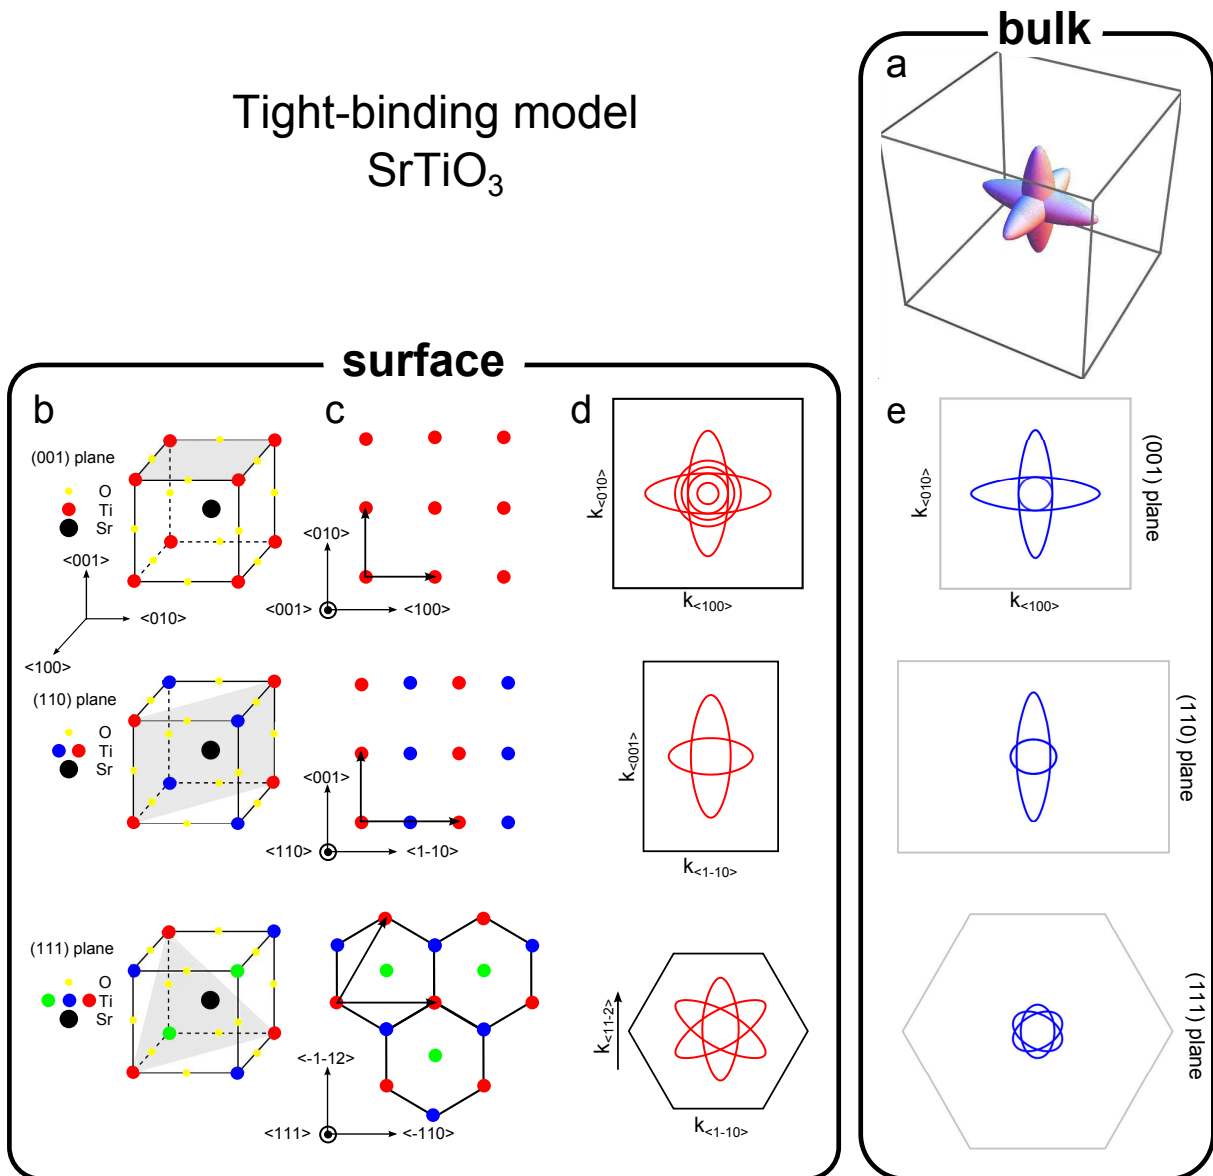 bulk
a
Tight-binding model
SrTiO3
surface
b
c
d
e
(001) plane
O
Ti
Sr
<001>
<010>
<100>
<010>
<001>
<100>
k<010>
k<100>
k<010>
k<100>
(001) plane
(110) plane
O
Ti
Sr
<001>
<110>
<1-10>
k<001>
k<1-10>
(110) plane
(111) plane
O
Ti
Sr
<-1-12>
<111>
<-110>
k<11-2>
k<1-10>
(111) plane